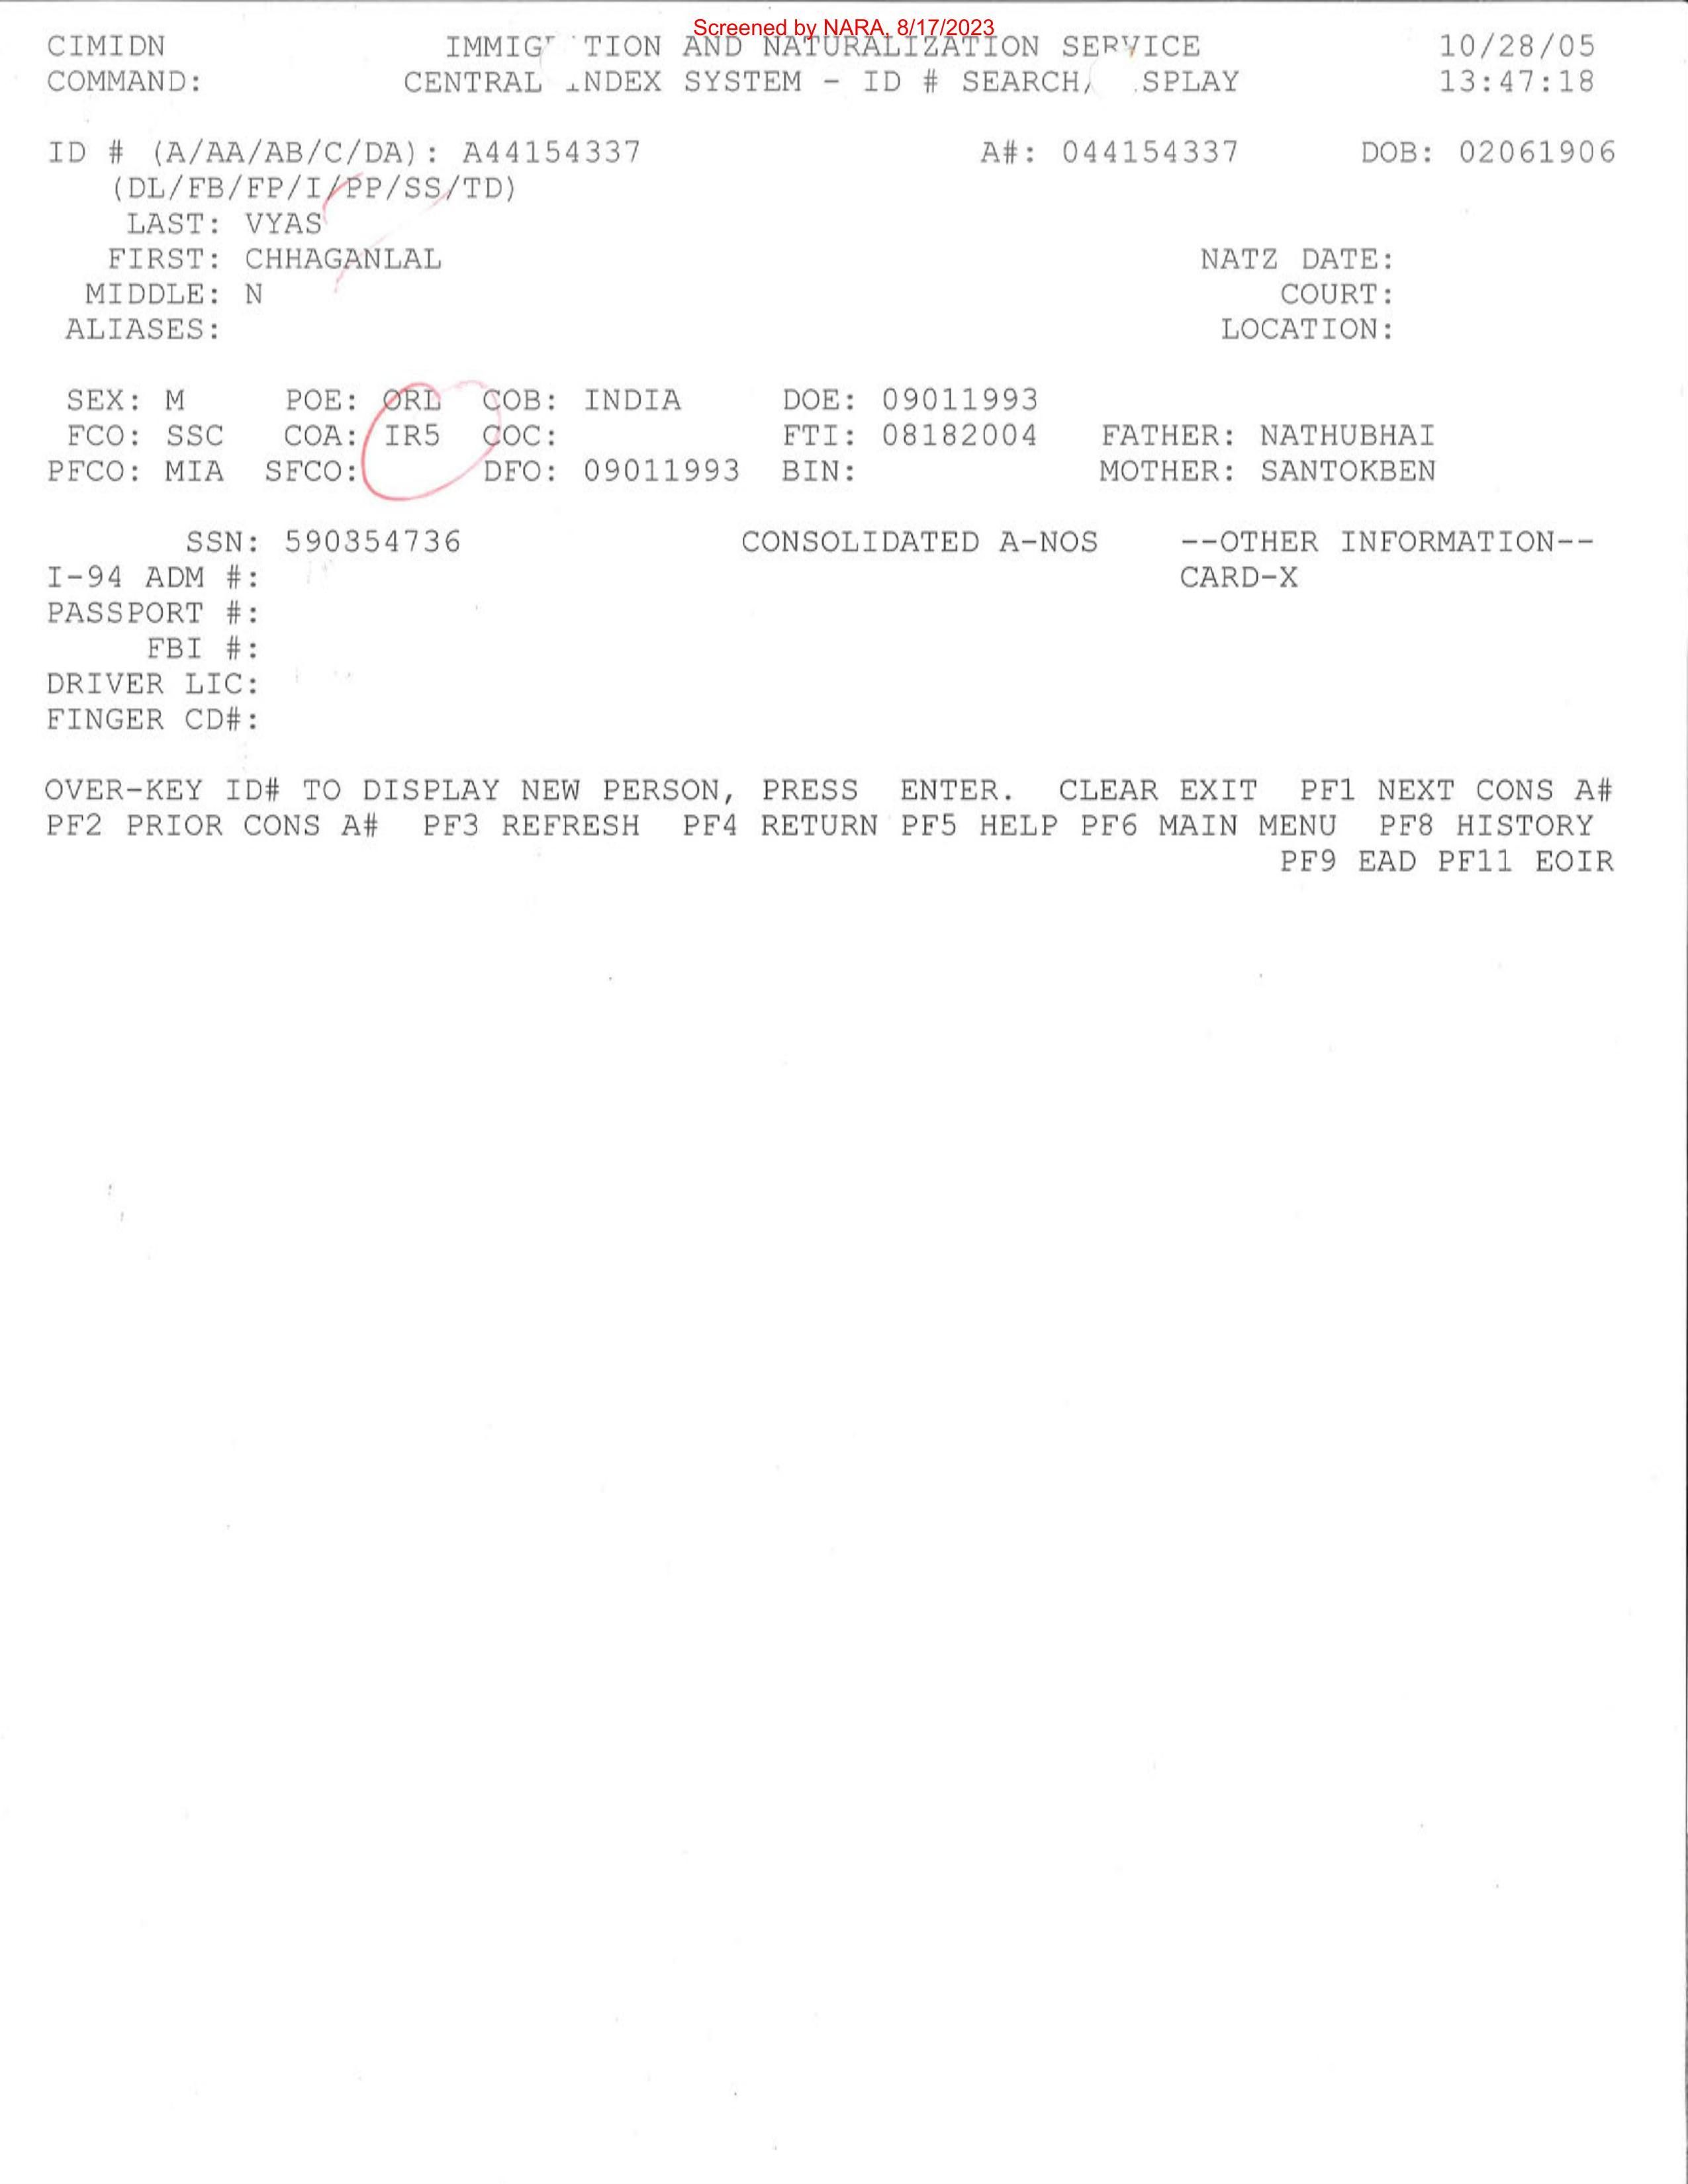 Screened by NARA, 8/17/2023
CIMIDN IMMIG TION AND NATURALIZATION SERVICE 10/28/05
COMMAND: CENTRAL NDEX SYSTEM - ID # SEARCH/ SPLAY 13:47:18
ID # (A/AA/AB/C/DA): A44154337 A#: 044154337 DOB: 02061906
(DL/FB/FP/I/PP/SS/TD)
LAST: VYAS
FIRST: CHHAGANLAL NATZ DATE:
MIDDLE: N COURT:
ALIASES: LOCATION:
SEX: M POE: ORL COB: INDIA DOE: 09011993
FCO: SSC COA: IR5 COC: FTI: 08182004 FATHER: NATHUBHAI
PFCO: MIA SFCO: DFO: 09011993 BIN: MOTHER: SANTOKBEN
SSN: 590354736 CONSOLIDATED A-NOS --OTHER INFORMATION--
I-94 ADM #: CARD-X
PASSPORT #:
FBI #:
DRIVER LIC:
FINGER CD#:
OVER-KEY ID# TO DISPLAY NEW PERSON, PRESS ENTER. CLEAR EXIT PF1 NEXT CONS A#
PF2 PRIOR CONS A# PF3 REFRESH PF4 RETURN PF5 HELP PF6 MAIN MENU PF8 HISTORY
PF9 EAD PF11 EOIR